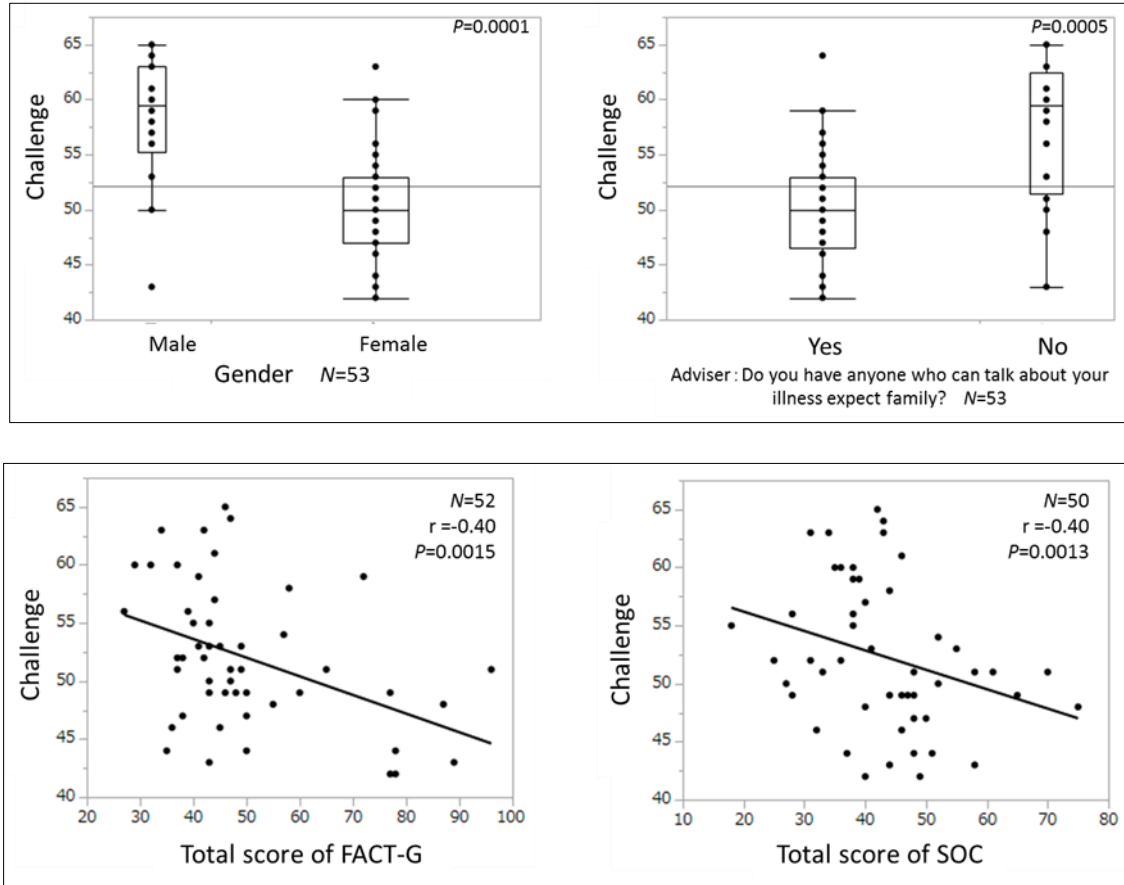 P=0.0001
65
60
55
50
45
40
Challenge
Male
Female
Gender N=53
P=0.0005
65
60
55
50
45
40
Challenge
Yes
No
Adviser : Do you have anyone who can talk about your
illness expect family? N=53
N=52
r =-0.40
P=0.0015
65
60
55
50
45
40
Challenge
20 30 40 50 60 70 80 90 100
Total score of FACT-G
N=50
r =-0.40
P=0.0013
65
60
55
50
45
40
Challenge
10 20 30 40 50 60 70 80
Total score of SOC